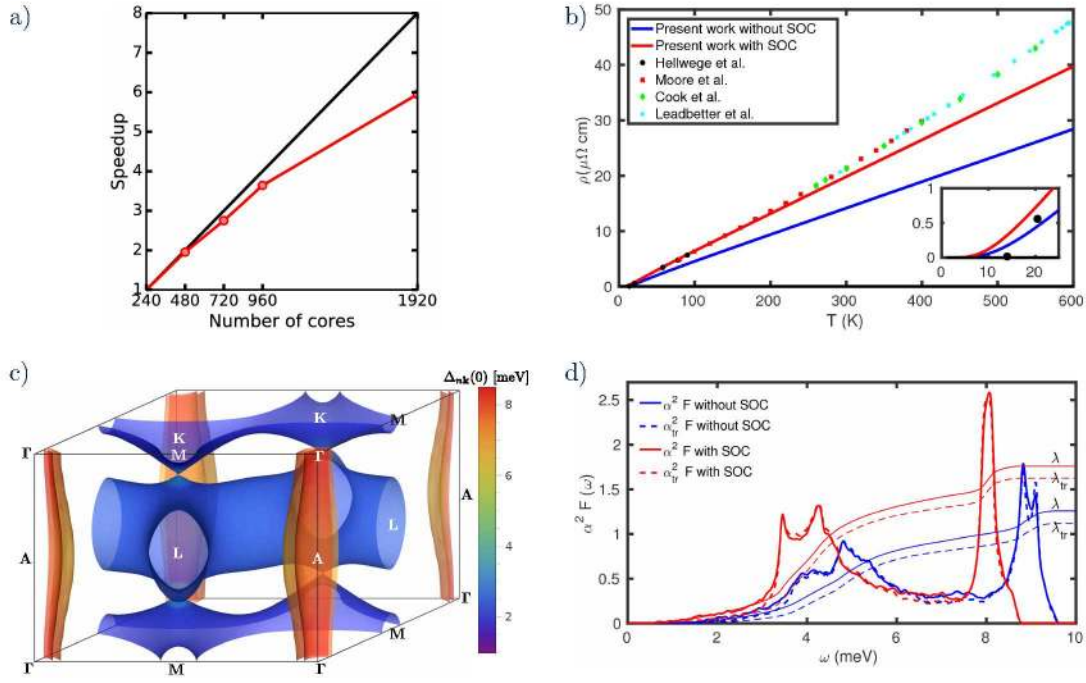 a)
8
7
6
5
4
3
2
1
Speedup
240 480 720 960 1920
Number of cores
b)
60
50
40
30
20
10
0
ρ(μΩ cm)
Present work without SOC
Present work with SOC
Hellwege et al.
Moore et al.
Cook et al.
Leadbetter et al.
1
0.5
0
0 10 20
0 100 200 300 400 500 600
T (K)
c)
Δnk(0) [meV]
8
6
4
2
K
K
M
M
Γ
Γ
A
A
A
L
L
M
M
Γ
Γ
Γ
d)
2.5
2
1.5
1
0.5
0
α² F (ω)
α² F without SOC
α²tr F without SOC
α² F with SOC
α²tr F with SOC
λ
λtr
λ
λtr
0 2 4 6 8 10
ω (meV)